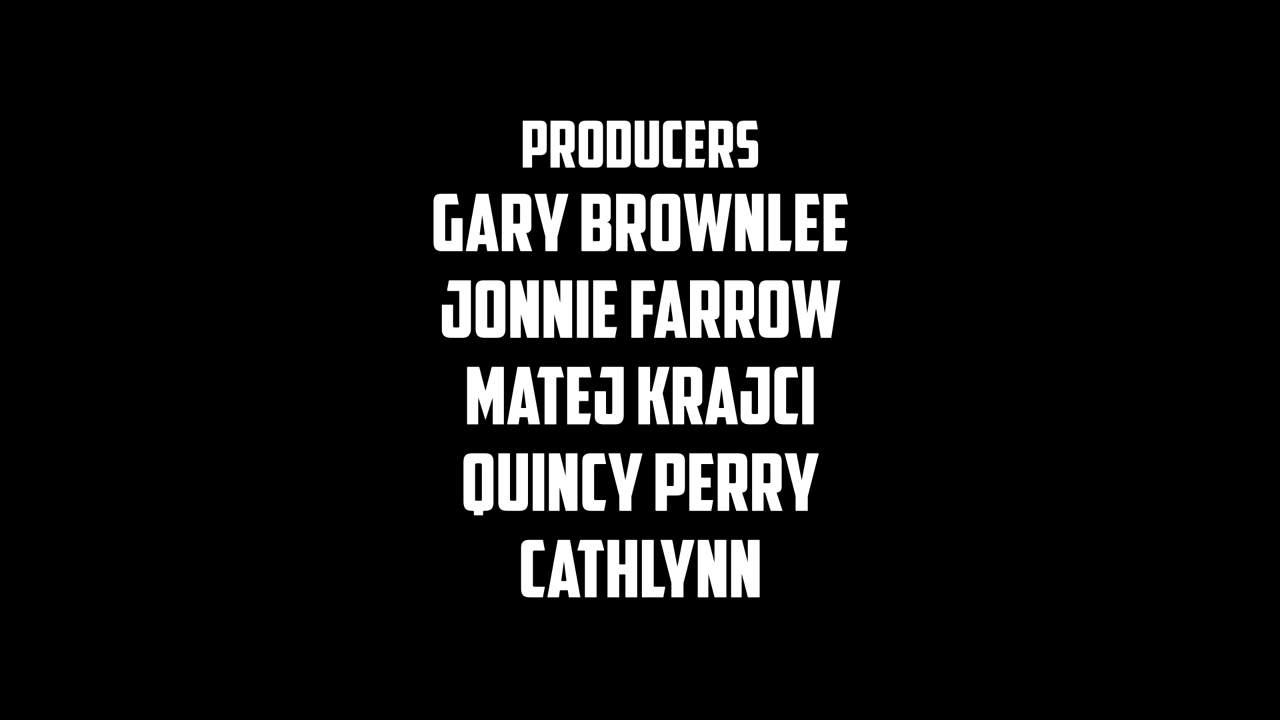 PRODUCERS
GARY BROWNLEE
JONNIE FARROW
MATEJ KRAJCI
QUINCY PERRY
CATHLYNN